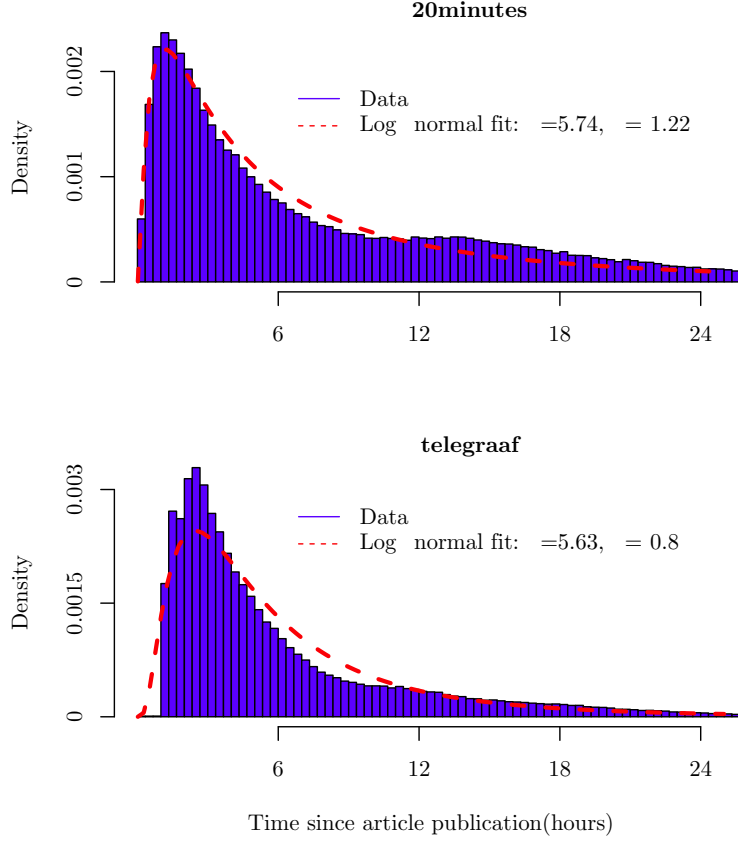 20minutes
Density
0.002
0.001
0
Data
Log normal fit: =5.74, = 1.22
6 12 18 24
telegraaf
Density
0.003
0.0015
0
Data
Log normal fit: =5.63, = 0.8
6 12 18 24
Time since article publication(hours)